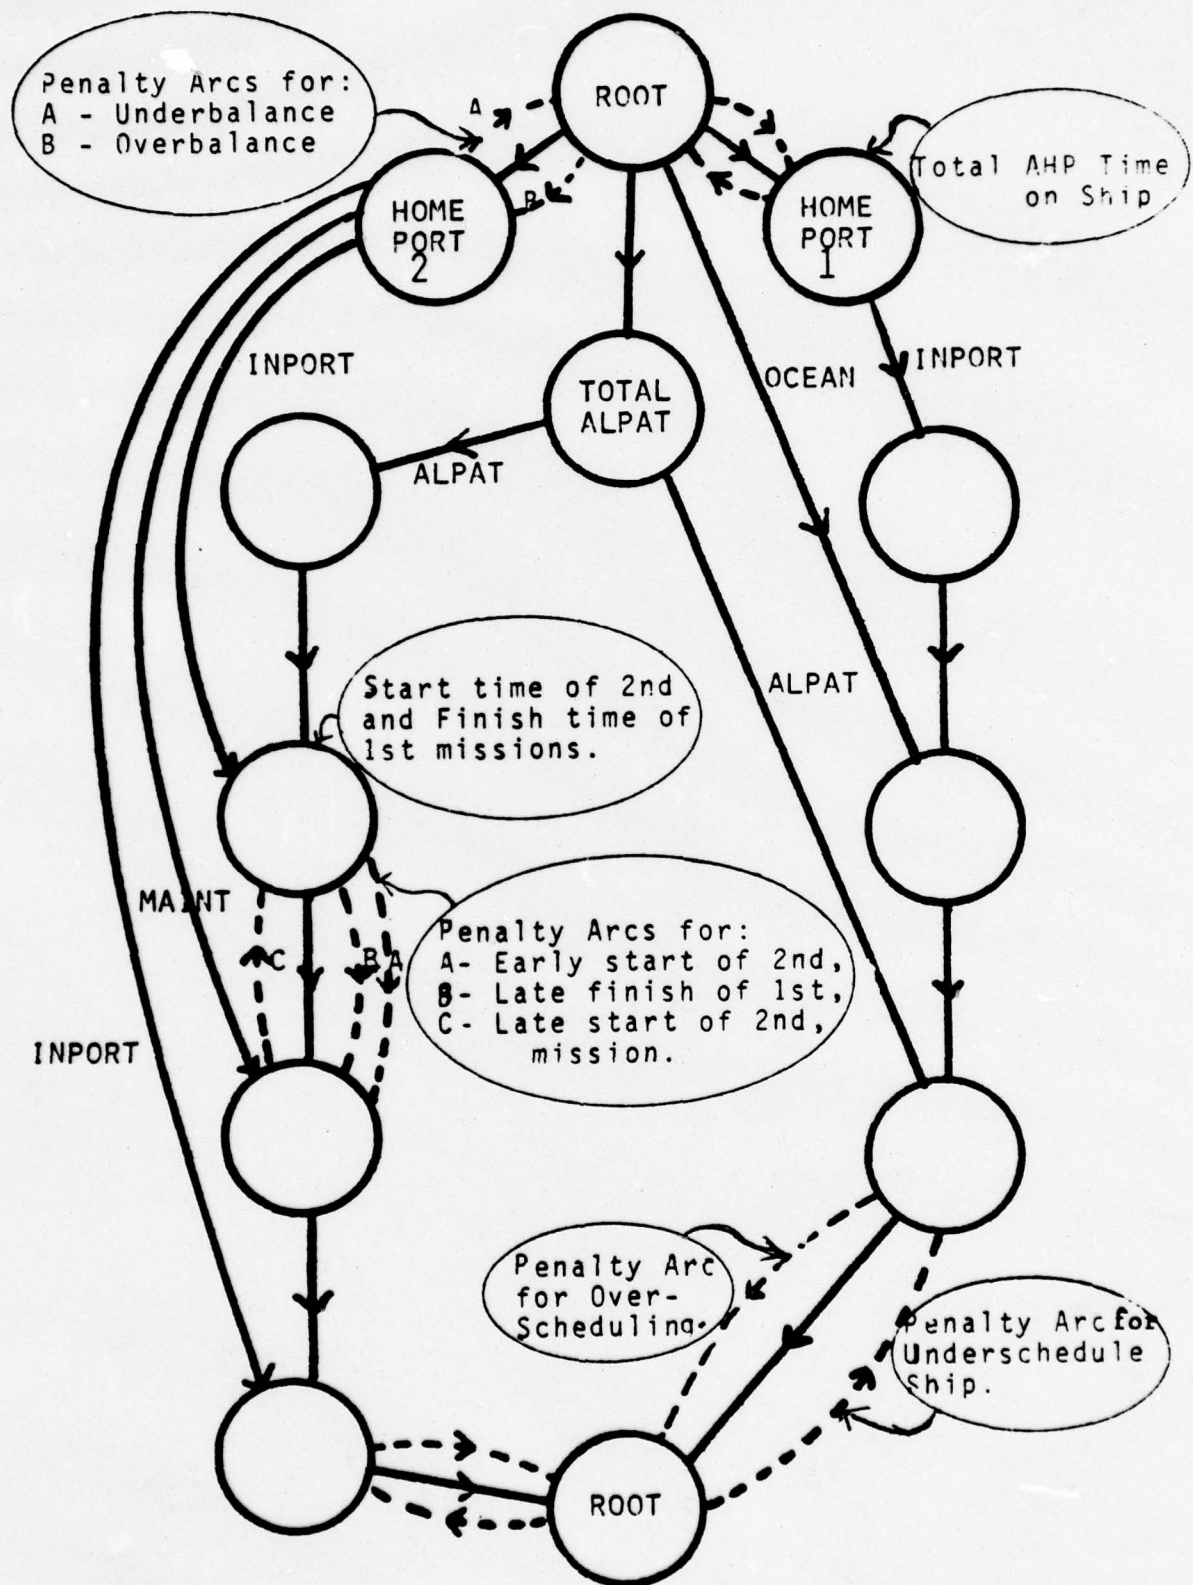 Penalty Arcs for:
A - Underbalance
B - Overbalance
A
B
ROOT
Total AHP Time
on Ship
HOME
PORT
2
HOME
PORT
1
INPORT
TOTAL
ALPAT
OCEAN
INPORT
ALPAT
Start time of 2nd
and Finish time of
1st missions.
ALPAT
MAINT
C
B
A
Penalty Arcs for:
A- Early start of 2nd,
B- Late finish of 1st,
C- Late start of 2nd,
mission.
INPORT
Penalty Arc
for Over-
Scheduling.
Penalty Arc for
Underschedule
Ship.
ROOT